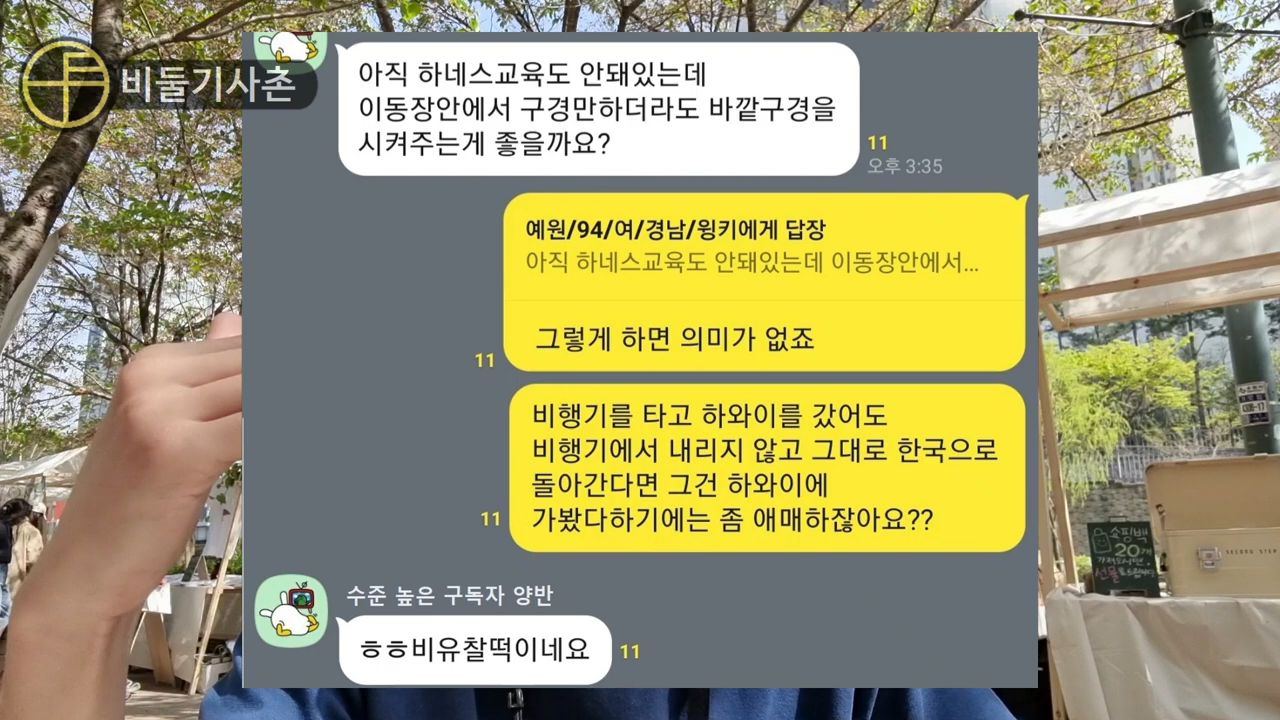 비둘기사촌
아직 하네스교육도 안돼있는데
이동장안에서 구경만하더라도 바깥구경을
시켜주는게 좋을까요?
11
오후 3:35
예원/94/여/경남/윙키에게 답장
아직 하네스교육도 안돼있는데 이동장안에서...
그렇게 하면 의미가 없죠
11
비행기를 타고 하와이를 갔어도
비행기에서 내리지 않고 그대로 한국으로
돌아간다면 그건 하와이에
가봤다하기에는 좀 애매하잖아요??
11
수준 높은 구독자 양반
ㅎㅎ비유찰떡이네요
11
쇼핑백
20개